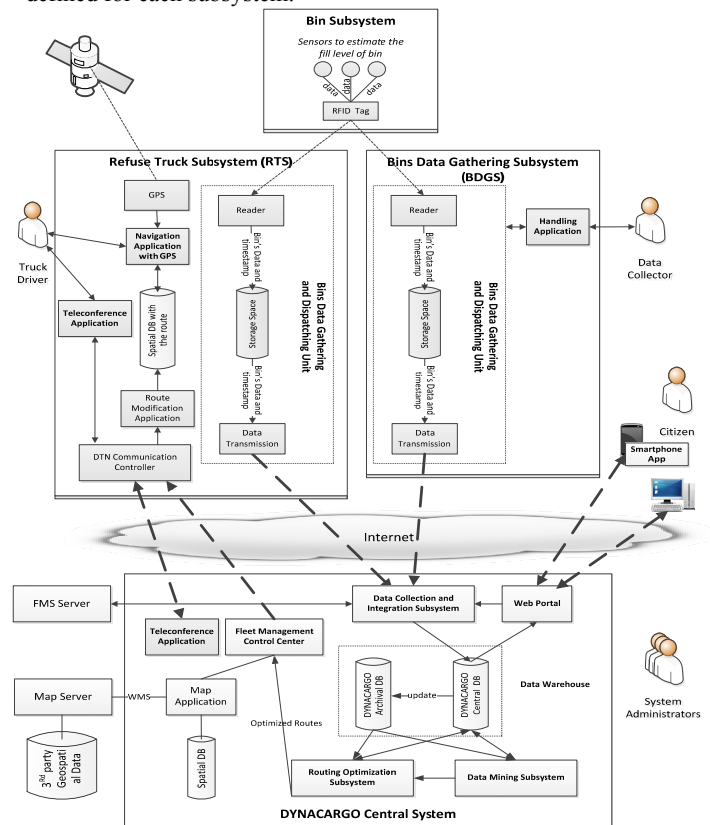 defined for each subsystem.
Bin Subsystem
Sensors to estimate the
fill level of bin
data
data
data
RFID Tag
Refuse Truck Subsystem (RTS)
GPS
Navigation
Application
with GPS
Truck
Driver
Teleconference
Application
Spatial DB with
the route
Route
Modification
Application
DTN Communication
Controller
Reader
Bin's Data and
timestamp
Storage Space
Bin's Data and
timestamp
Data
Transmission
Bins Data Gathering
and Dispatching Unit
Bins Data Gathering Subsystem
(BDGS)
Reader
Bin's Data and
timestamp
Storage Space
Bin's Data and
timestamp
Data
Transmission
Bins Data Gathering
and Dispatching Unit
Handling
Application
Data
Collector
Citizen
Smartphone
App
Internet
FMS Server
Data Collection and
Integration Subsystem
Web Portal
Teleconference
Application
Fleet Management
Control Center
Map Server
WMS
Map
Application
3Rd party
Geospati
al Data
Spatial DB
Optimized Routes
DYNACARGO
Archival DB
update
DYNACARGO
Central DB
Data Warehouse
System
Administrators
Routing Optimization
Subsystem
Data Mining Subsystem
DYNACARGO Central System